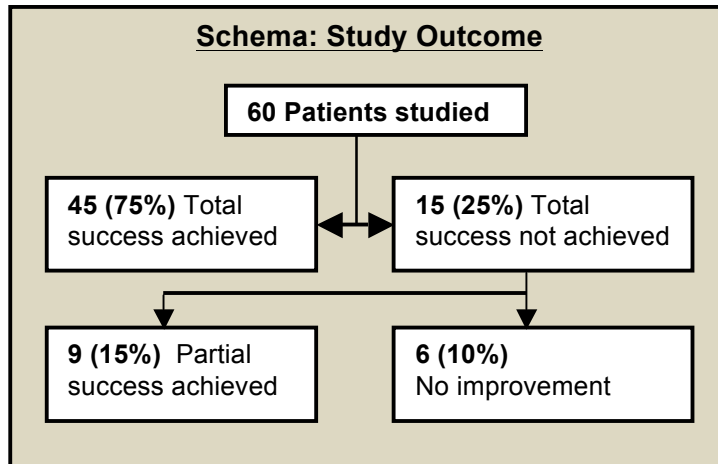 Schema: Study Outcome
60 Patients studied
45 (75%) Total
success achieved
15 (25%) Total
success not achieved
9 (15%) Partial
success achieved
6 (10%)
No improvement